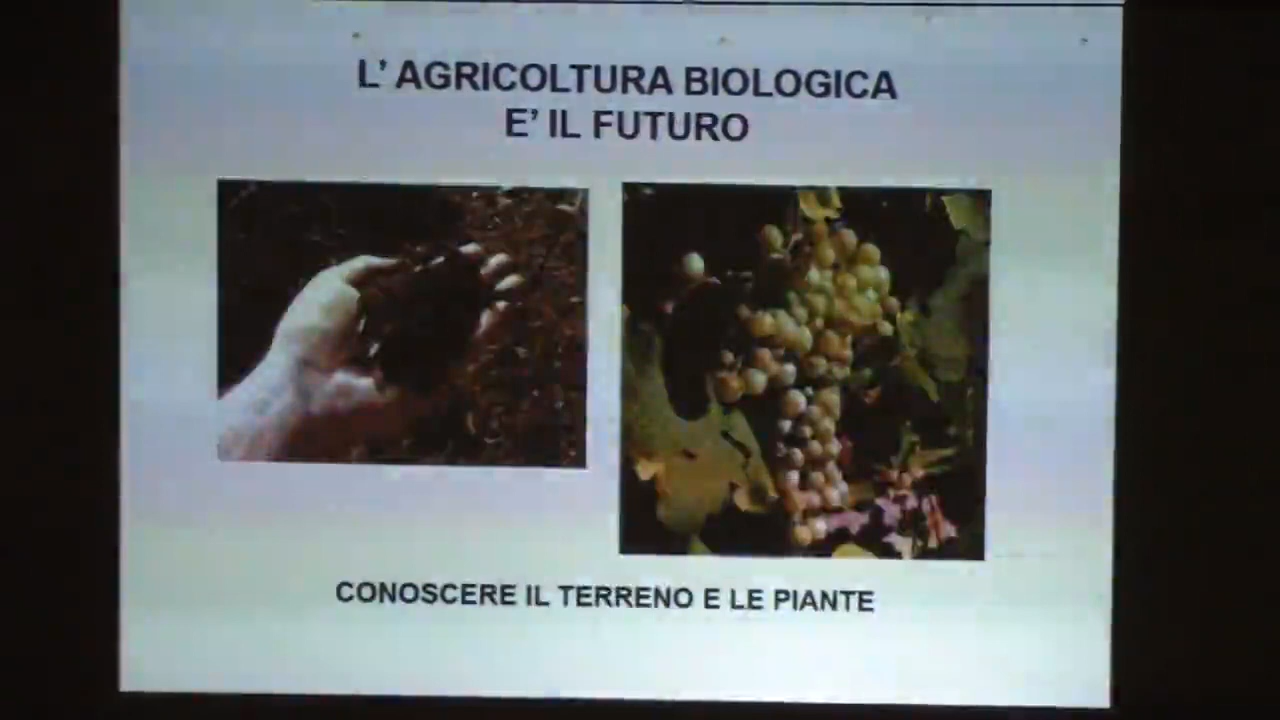 L' AGRICOLTURA BIOLOGICA
E' IL FUTURO
CONOSCERE IL TERRENO E LE PIANTE